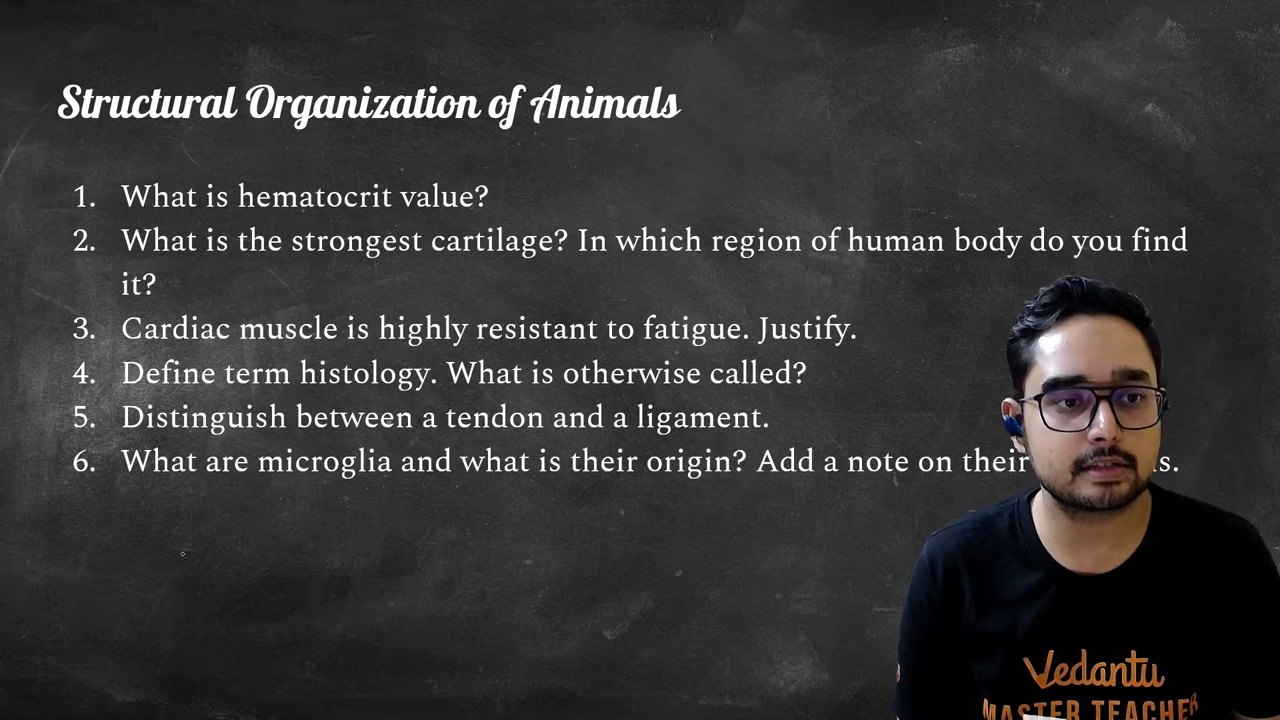 Structural Organization of Animals
1. What is hematocrit value?
2. What is the strongest cartilage? In which region of human body do you find
it?
3. Cardiac muscle is highly resistant to fatigue. Justify.
4. Define term histology. What is otherwise called?
5. Distinguish between a tendon and a ligament.
6. What are microglia and what is their origin? Add a note on their
Vedantu
MASTER TEACHER